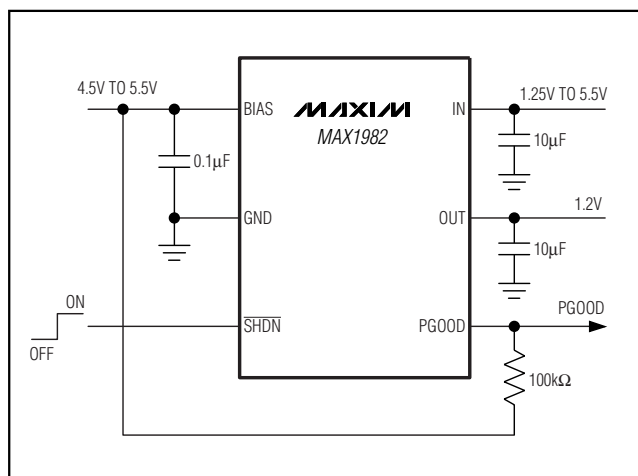 4.5V TO 5.5V
BIAS
MAXIM
MAX1982
IN
1.25V TO 5.5V
10μF
0.1μF
GND
OUT
1.2V
10μF
ON
OFF
SHDN
PGOOD
PGOOD
100kΩ